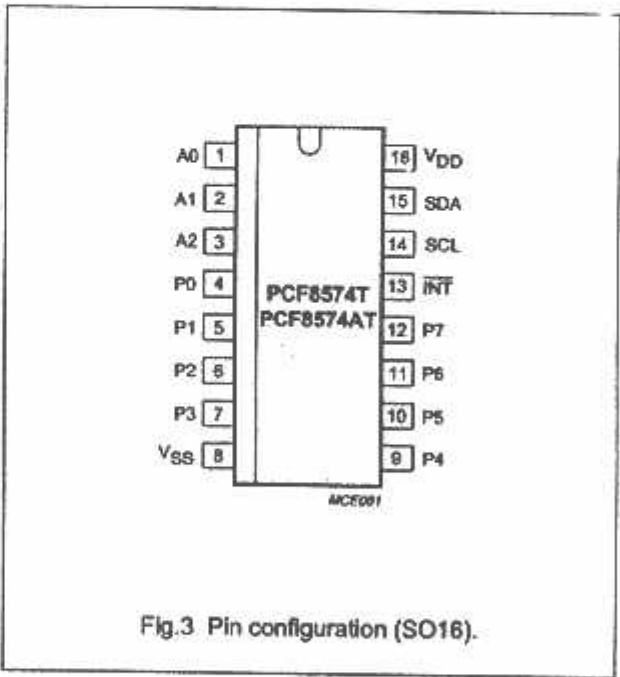 A0 1 16 VDD
A1 2 15 SDA
A2 3 14 SCL
P0 4 13 INT
PCF8574T
P1 5 PCF8574AT 12 P7
P2 6 11 P6
P3 7 10 P5
VSS 8 9 P4
MCE001
Fig.3 Pin configuration (SO16).